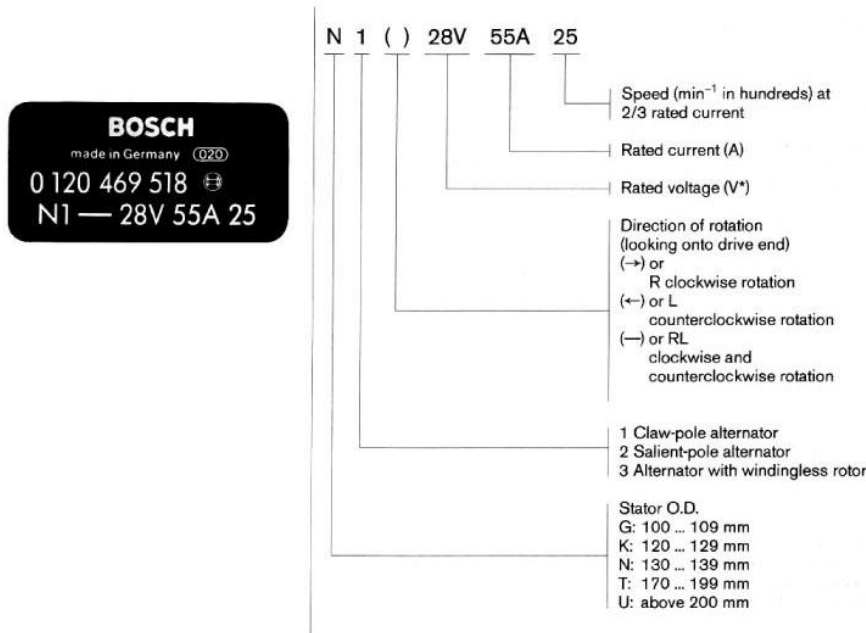 BOSCH
made in Germany 020
0 120 469 518
N1 — 28V 55A 25
N 1 ( ) 28V 55A 25
Speed (min⁻¹ in hundreds) at
2/3 rated current
Rated current (A)
Rated voltage (V*)
Direction of rotation
(looking onto drive end)
(→) or
R clockwise rotation
(←) or L
counterclockwise rotation
(—) or RL
clockwise and
counterclockwise rotation
1 Claw-pole alternator
2 Salient-pole alternator
3 Alternator with windingless rotor
Stator O.D.
G: 100 ... 109 mm
K: 120 ... 129 mm
N: 130 ... 139 mm
T: 170 ... 199 mm
U: above 200 mm